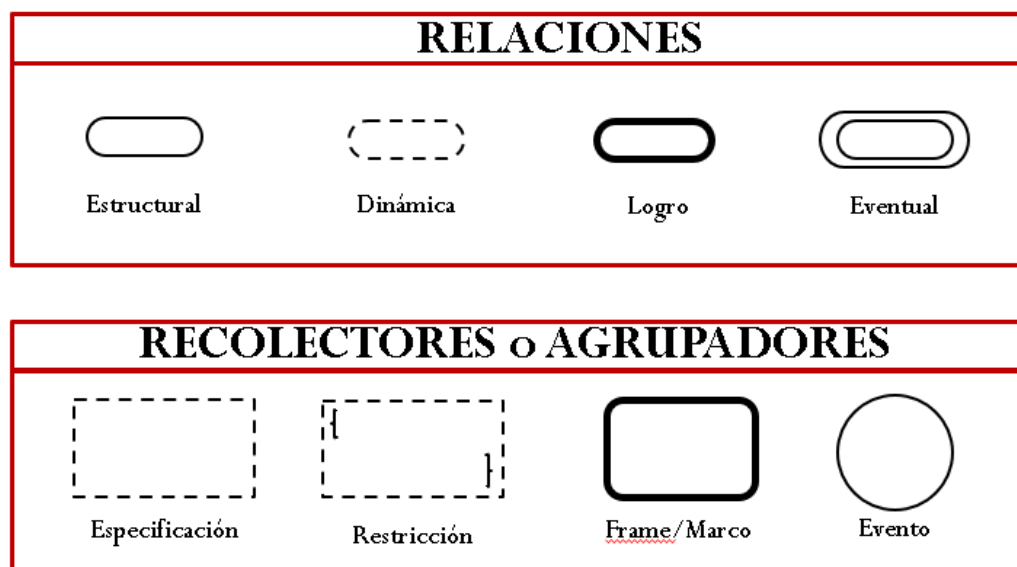 RELACIONES
Estructural Dinámica Logro Eventual
RECOLECTORES o AGRUPADORES
{
}
Especificación Restricción Frame/Marco Evento